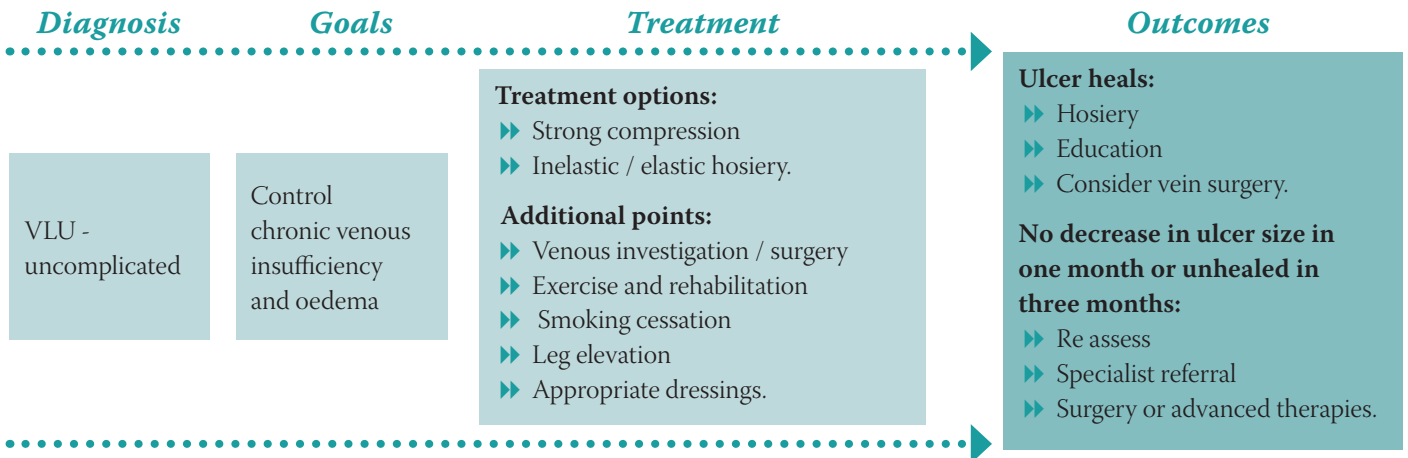 Diagnosis
Goals
Treatment
Outcomes
VLU -
uncomplicated
Control
chronic venous
insufficiency
and oedema
Treatment options:
Strong compression
Inelastic / elastic hosiery.
Additional points:
Venous investigation / surgery
Exercise and rehabilitation
Smoking cessation
Leg elevation
Appropriate dressings.
Ulcer heals:
Hosiery
Education
Consider vein surgery.
No decrease in ulcer size in
one month or unhealed in
three months:
Re assess
Specialist referral
Surgery or advanced therapies.